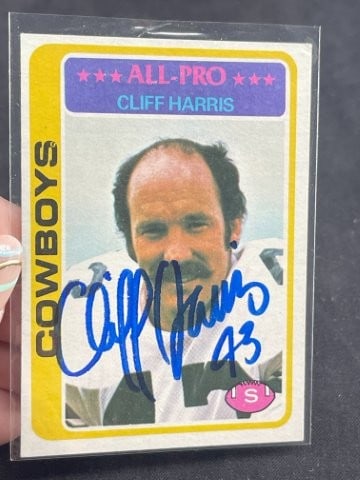 ALL-PRO
CLIFF HARRIS
COWBOYS
Cliff Harris
43
S